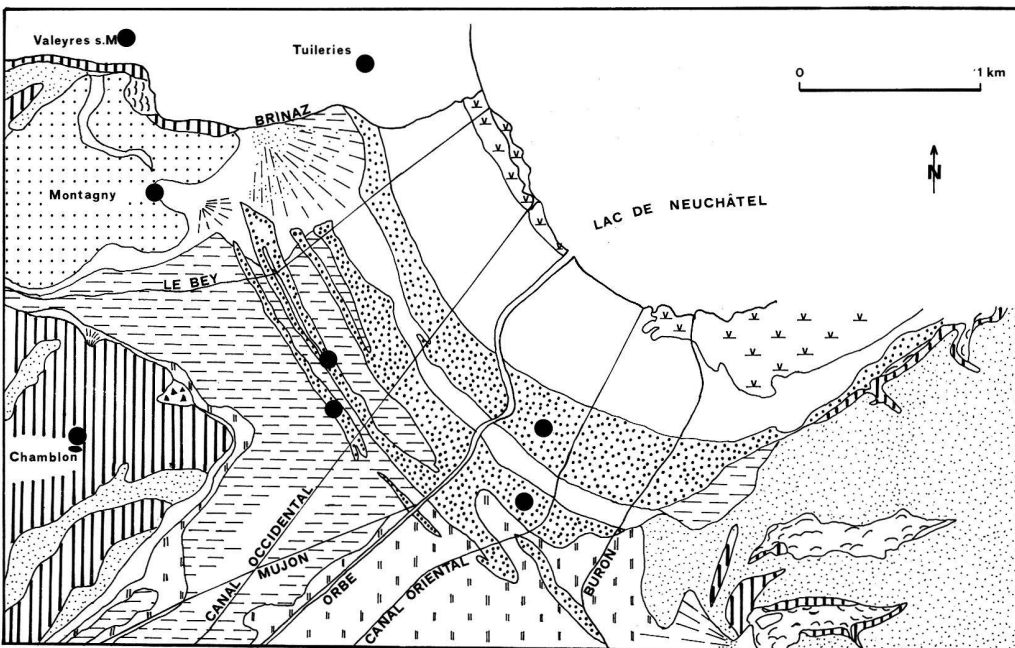 Valeyres s.M
Tuileries
0 1 km
BRINAZ
N
Montagny
LAC DE NEUCHÂTEL
LE BEY
Chamblon
CANAL OCCIDENTAL
MUJON
ORBE
CANAL ORIENTAL
BURON